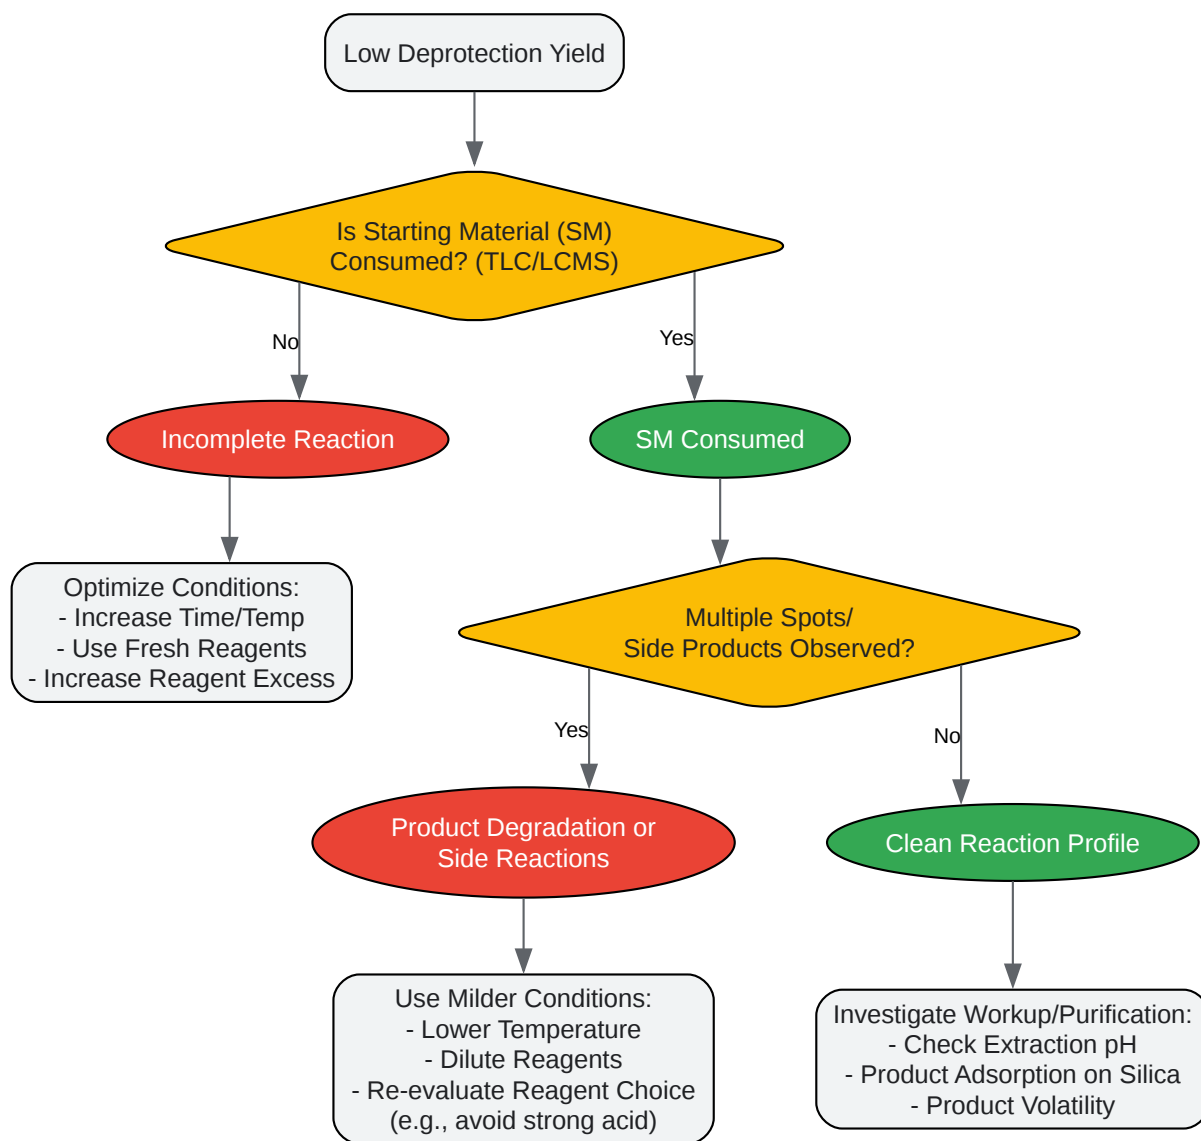 Low Deprotection Yield
Is Starting Material (SM)
Consumed? (TLC/LCMS)
No
Yes
Incomplete Reaction
SM Consumed
Optimize Conditions:
- Increase Time/Temp
- Use Fresh Reagents
- Increase Reagent Excess
Multiple Spots/
Side Products Observed?
Yes
No
Product Degradation or
Side Reactions
Clean Reaction Profile
Use Milder Conditions:
- Lower Temperature
- Dilute Reagents
- Re-evaluate Reagent Choice
(e.g., avoid strong acid)
Investigate Workup/Purification:
- Check Extraction pH
- Product Adsorption on Silica
- Product Volatility